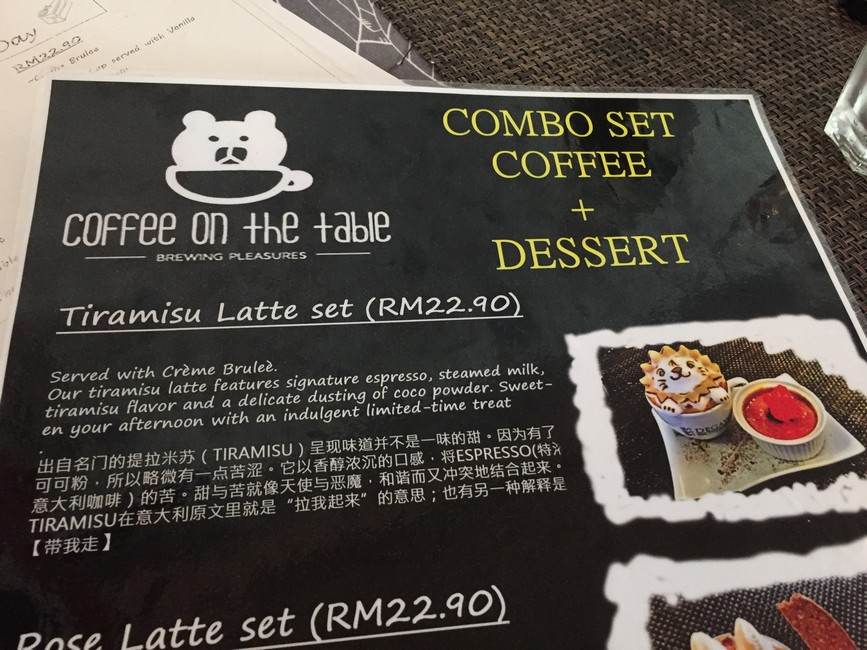 Day
RM22.90
served with Vanilla
coffee on the table
BREWING PLEASURES
COMBO SET
COFFEE
+
DESSERT
Tiramisu Latte set (RM22.90)
Served with Crème Bruleè.
Our tiramisu latte features signature espresso, steamed milk,
tiramisu flavor and a delicate dusting of coco powder. Sweet-
en your afternoon with an indulgent limited-time treat
.
出自名门的提拉米苏（TIRAMISU）呈现味道并不是一味的甜。因为有了
可可粉，所以略微有一点苦涩。它以香醇浓沉的口感，将ESPRESSO(特
意大利咖啡）的苦。甜与苦就像天使与恶魔，和谐而又冲突地结合起来。
TIRAMISU在意大利原文里就是“拉我起来”的意思；也有另一种解释是
【带我走】
Rose Latte set (RM22.90)